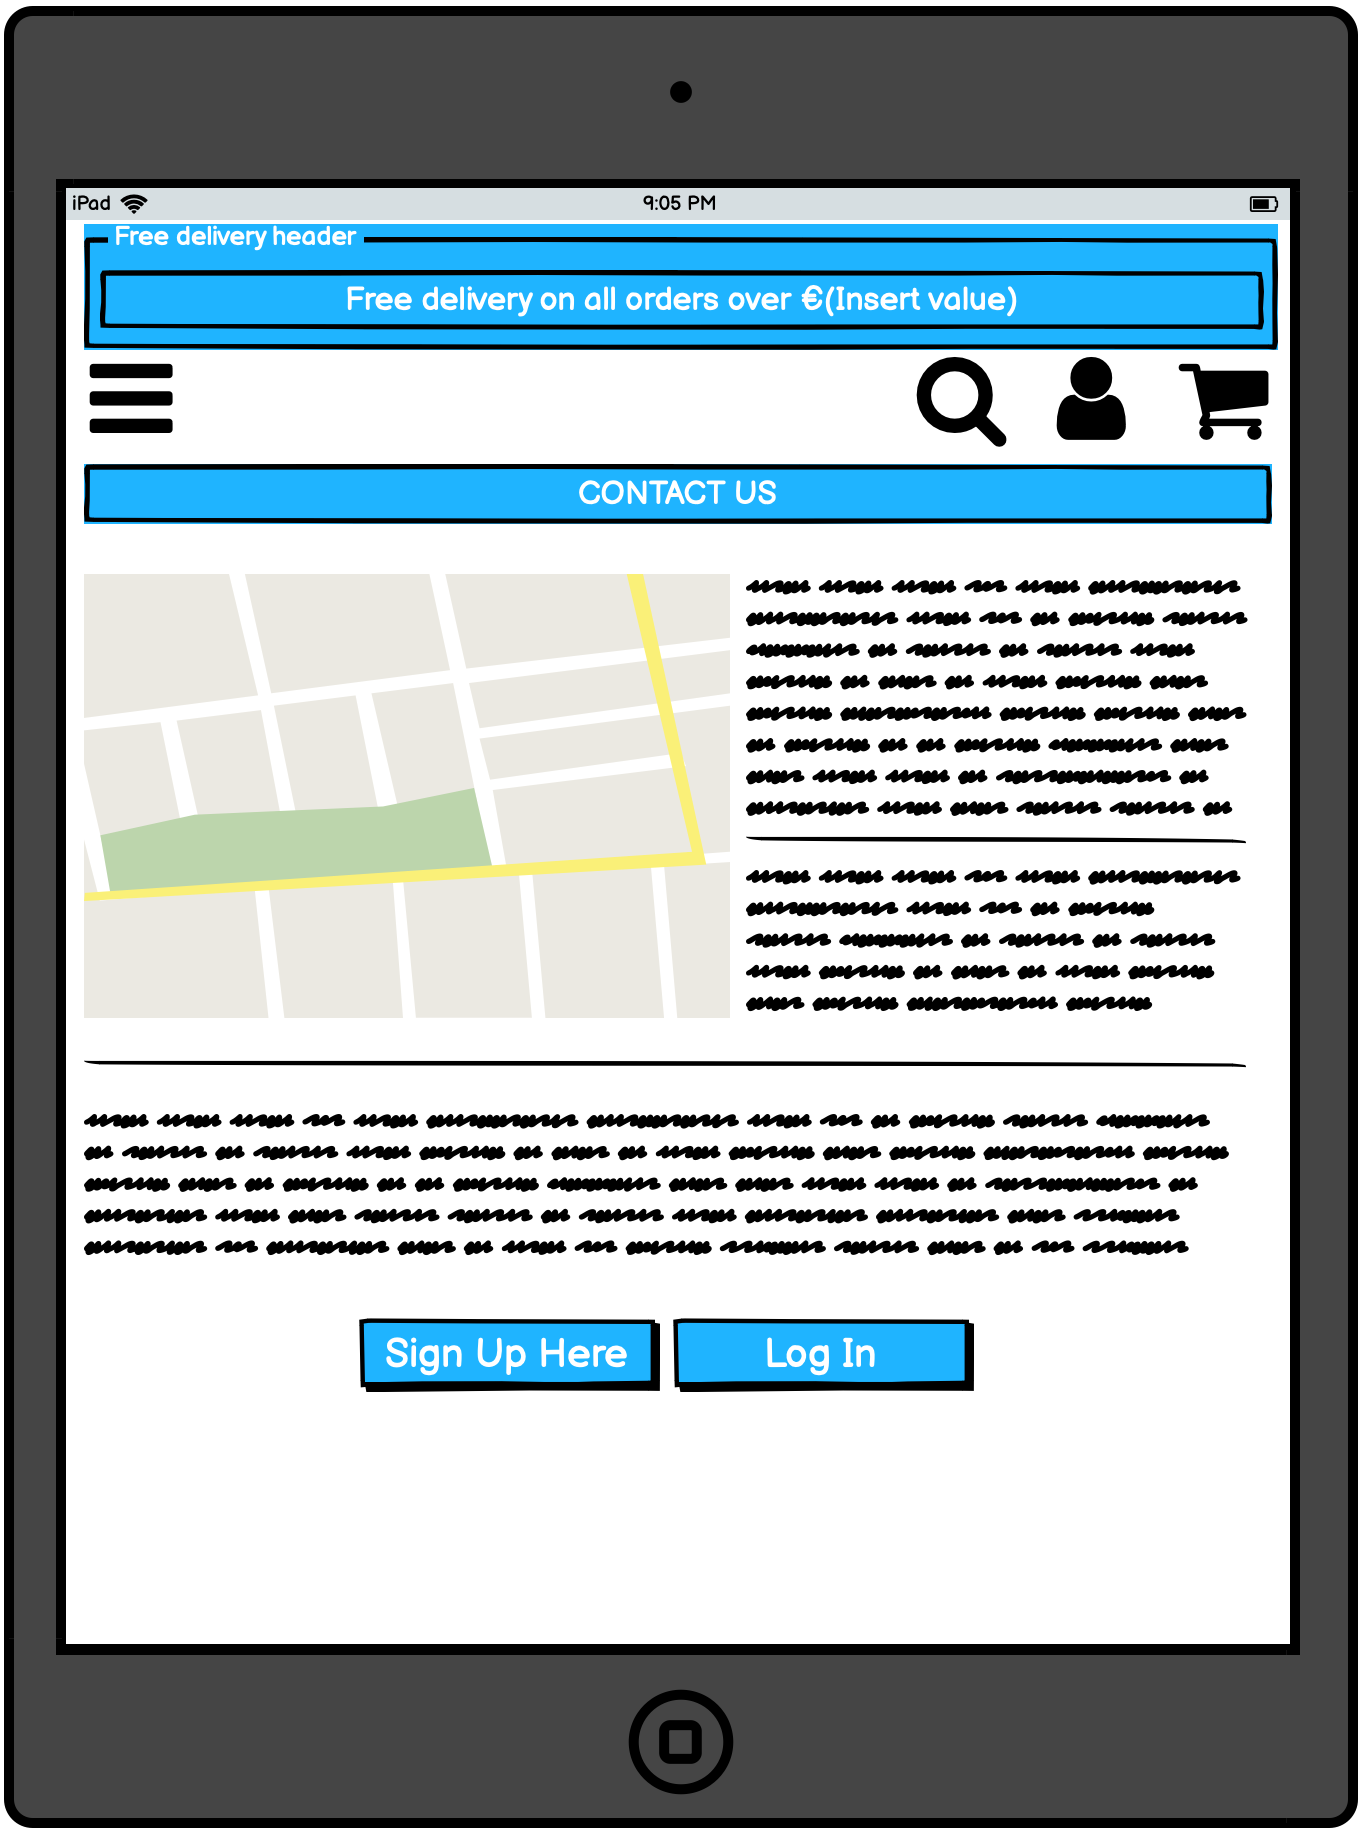 iPad
9:05 PM
Free delivery header
Free delivery on all orders over €(Insert value)
CONTACT US
Sign Up Here
Log In